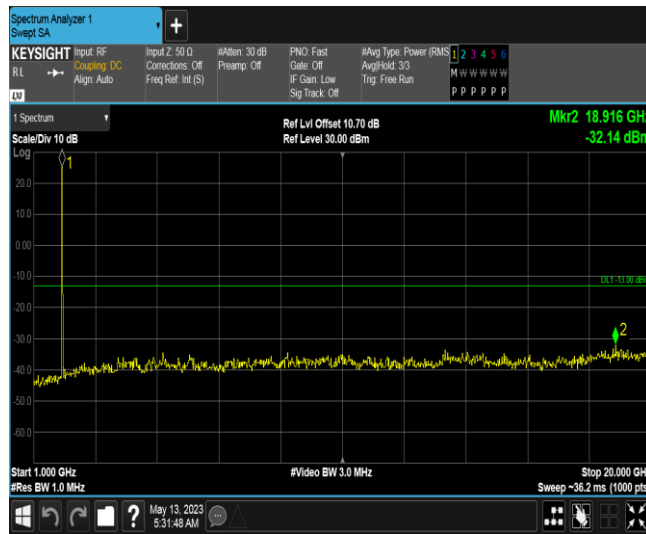 Spectrum Analyzer 1
Swept SA
KEYSIGHT
RL
LXI
Input: RF
Coupling: DC
Align: Auto
Input Z: 50 Ω
Corrections: Off
Freq Ref: Int (S)
#Atten: 30 dB
Preamp: Off
PNO: Fast
Gate: Off
IF Gain: Low
Sig Track: Off
#Avg Type: Power (RMS
Avg|Hold: 3/3
Trig: Free Run
1 2 3 4 5 6
M W W W W W
P P P P P P
1 Spectrum
Scale/Div 10 dB
Log
Ref Lvl Offset 10.70 dB
Ref Level 30.00 dBm
Mkr2 18.916 GHz
-32.14 dBm
1
20.0
10.0
0.00
-10.0
DL1 -13.00 dBm
-20.0
-30.0
2
-40.0
-50.0
-60.0
Start 1.000 GHz
#Res BW 1.0 MHz
#Video BW 3.0 MHz
Stop 20.000 GHz
Sweep ~36.2 ms (1000 pts)
?
May 13, 2023
5:31:48 AM